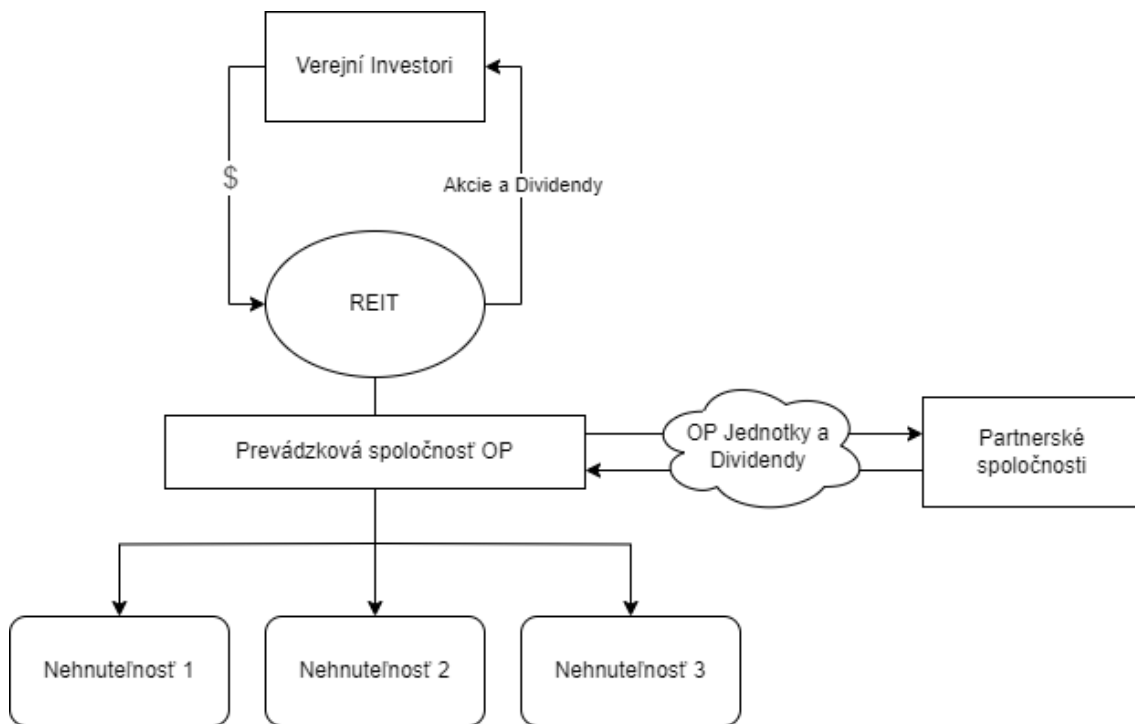 Verejní Investori
$
Akcie a Dividendy
REIT
Prevádzková spoločnosť OP
OP Jednotky a
Dividendy
Partnerské
spoločnosti
Nehnuteľnosť 1
Nehnuteľnosť 2
Nehnuteľnosť 3